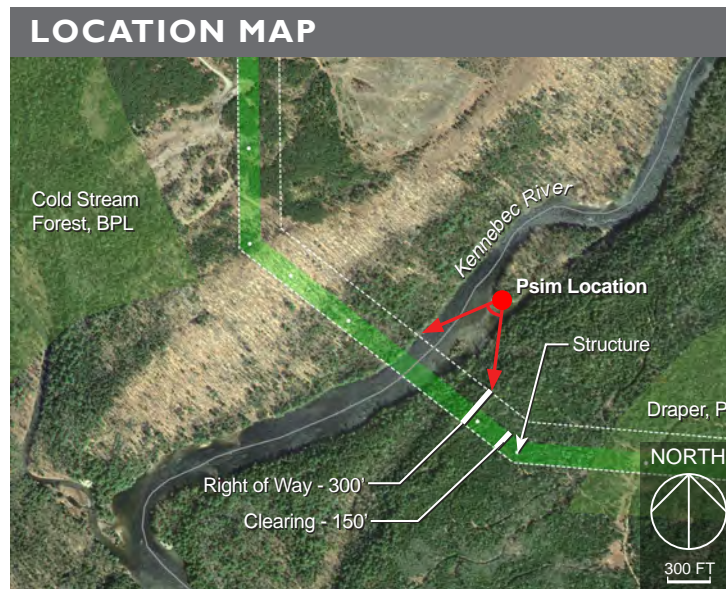 LOCATION MAP
Cold Stream
Forest, BPL
Kennebec River
Psim Location
Structure
Draper, P
Right of Way - 300'
Clearing - 150'
NORTH
300 FT